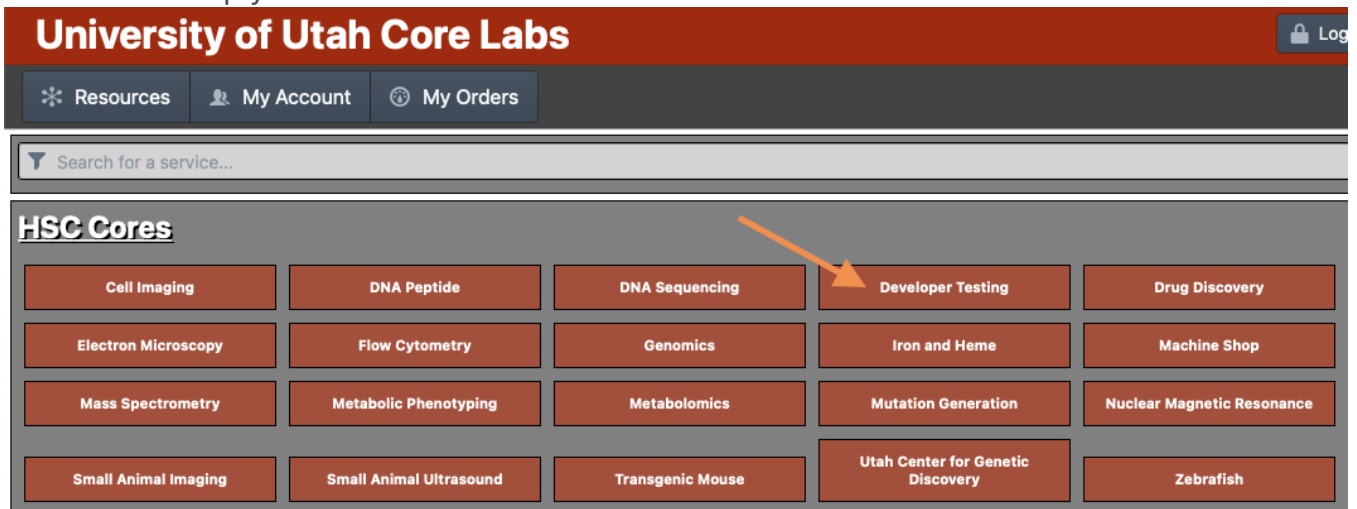 University of Utah Core Labs
Log
Resources My Account My Orders
Search for a service...
HSC Cores
Cell Imaging DNA Peptide DNA Sequencing Developer Testing Drug Discovery
Electron Microscopy Flow Cytometry Genomics Iron and Heme Machine Shop
Mass Spectrometry Metabolic Phenotyping Metabolomics Mutation Generation Nuclear Magnetic Resonance
Small Animal Imaging Small Animal Ultrasound Transgenic Mouse Utah Center for Genetic Discovery Zebrafish